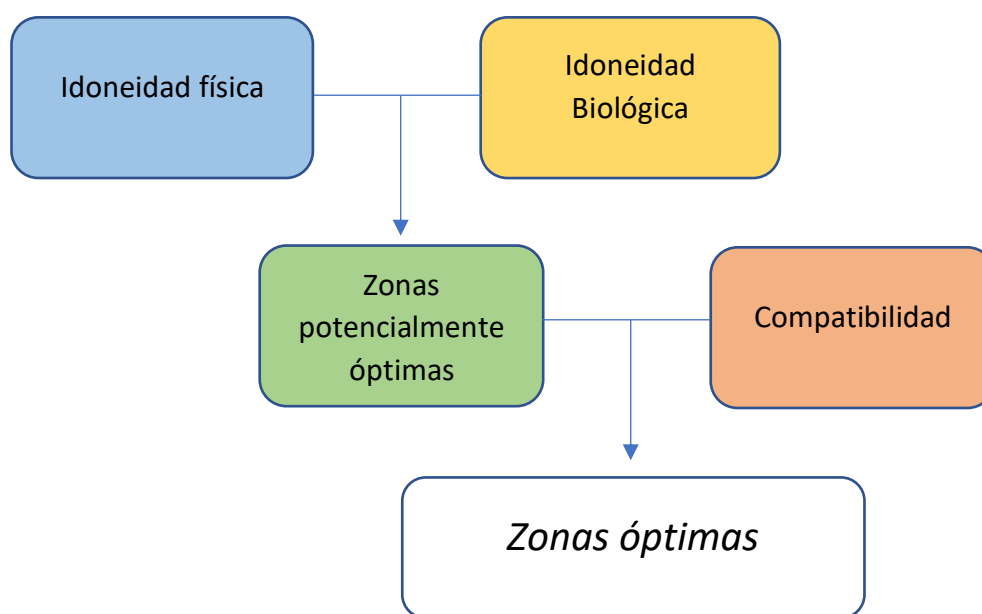 Idoneidad física
Idoneidad
Biológica
Zonas
potencialmente
óptimas
Compatibilidad
Zonas óptimas